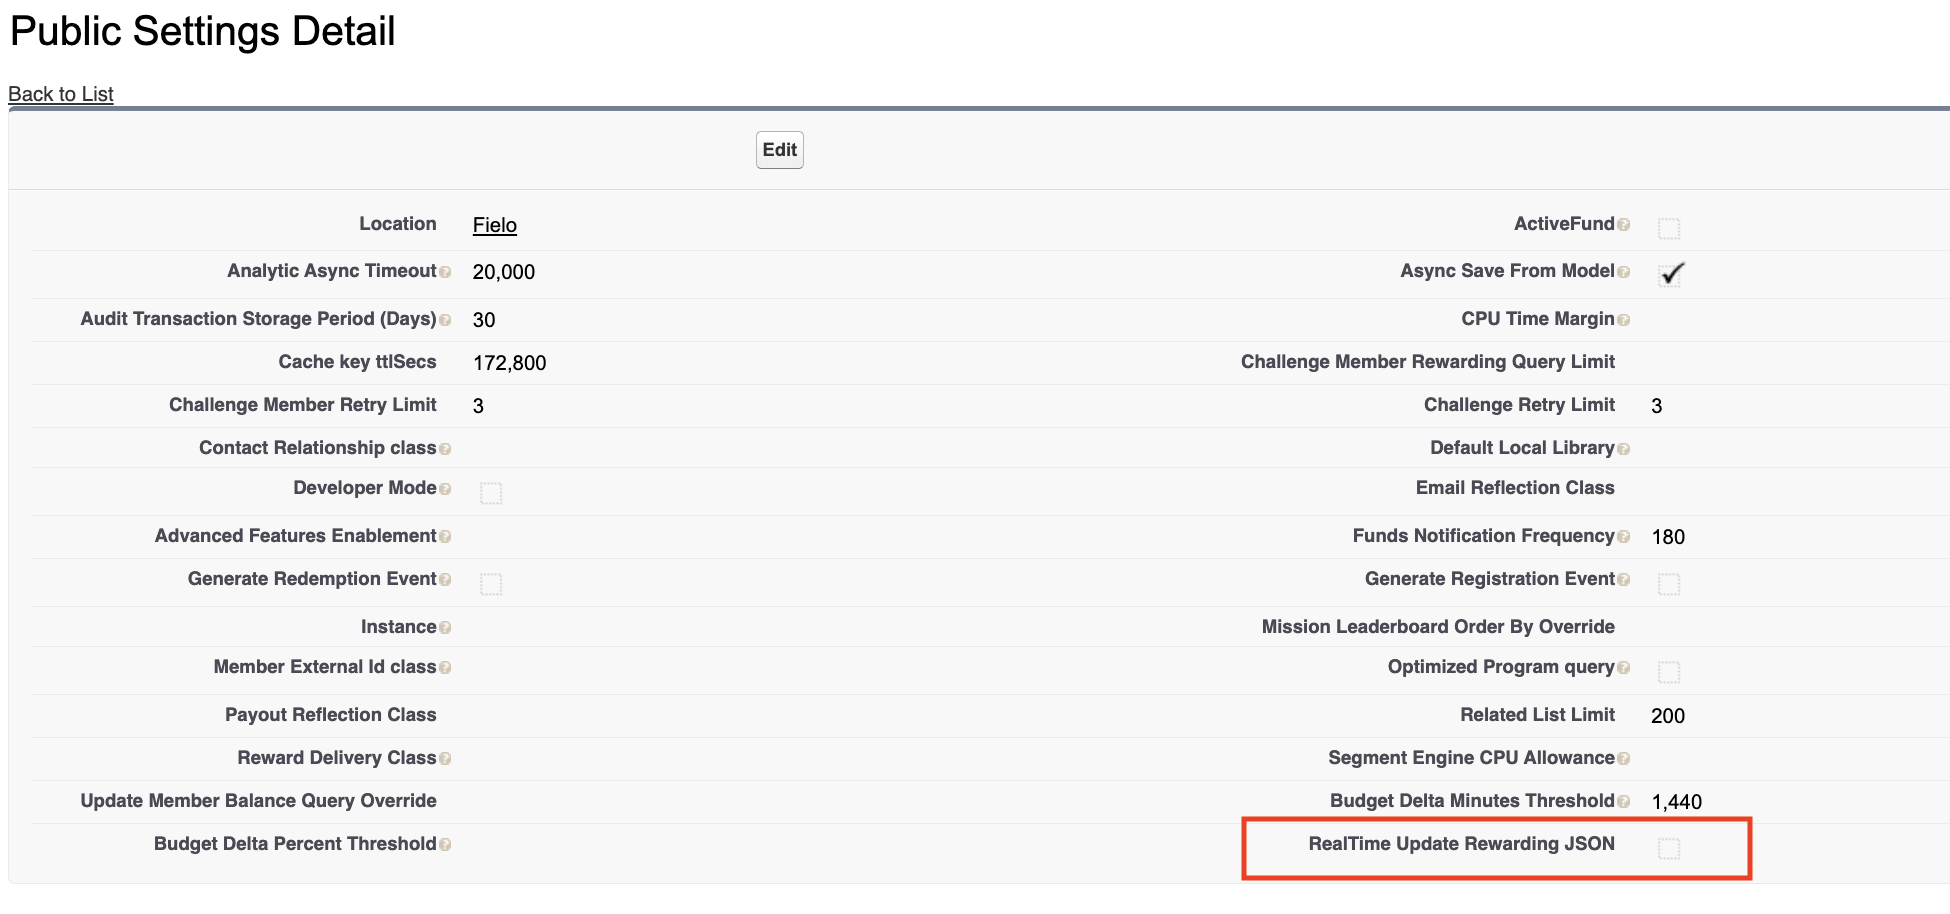 Public Settings Detail
Back to List
Edit
Location Fielo ActiveFund
Analytic Async Timeout 20,000 Async Save From Model
Audit Transaction Storage Period (Days) 30 CPU Time Margin
Cache key ttlSecs 172,800 Challenge Member Rewarding Query Limit
Challenge Member Retry Limit 3 Challenge Retry Limit 3
Contact Relationship class Default Local Library
Developer Mode Email Reflection Class
Advanced Features Enablement Funds Notification Frequency 180
Generate Redemption Event Generate Registration Event
Instance Mission Leaderboard Order By Override
Member External Id class Optimized Program query
Payout Reflection Class Related List Limit 200
Reward Delivery Class Segment Engine CPU Allowance
Update Member Balance Query Override Budget Delta Minutes Threshold 1,440
Budget Delta Percent Threshold RealTime Update Rewarding JSON